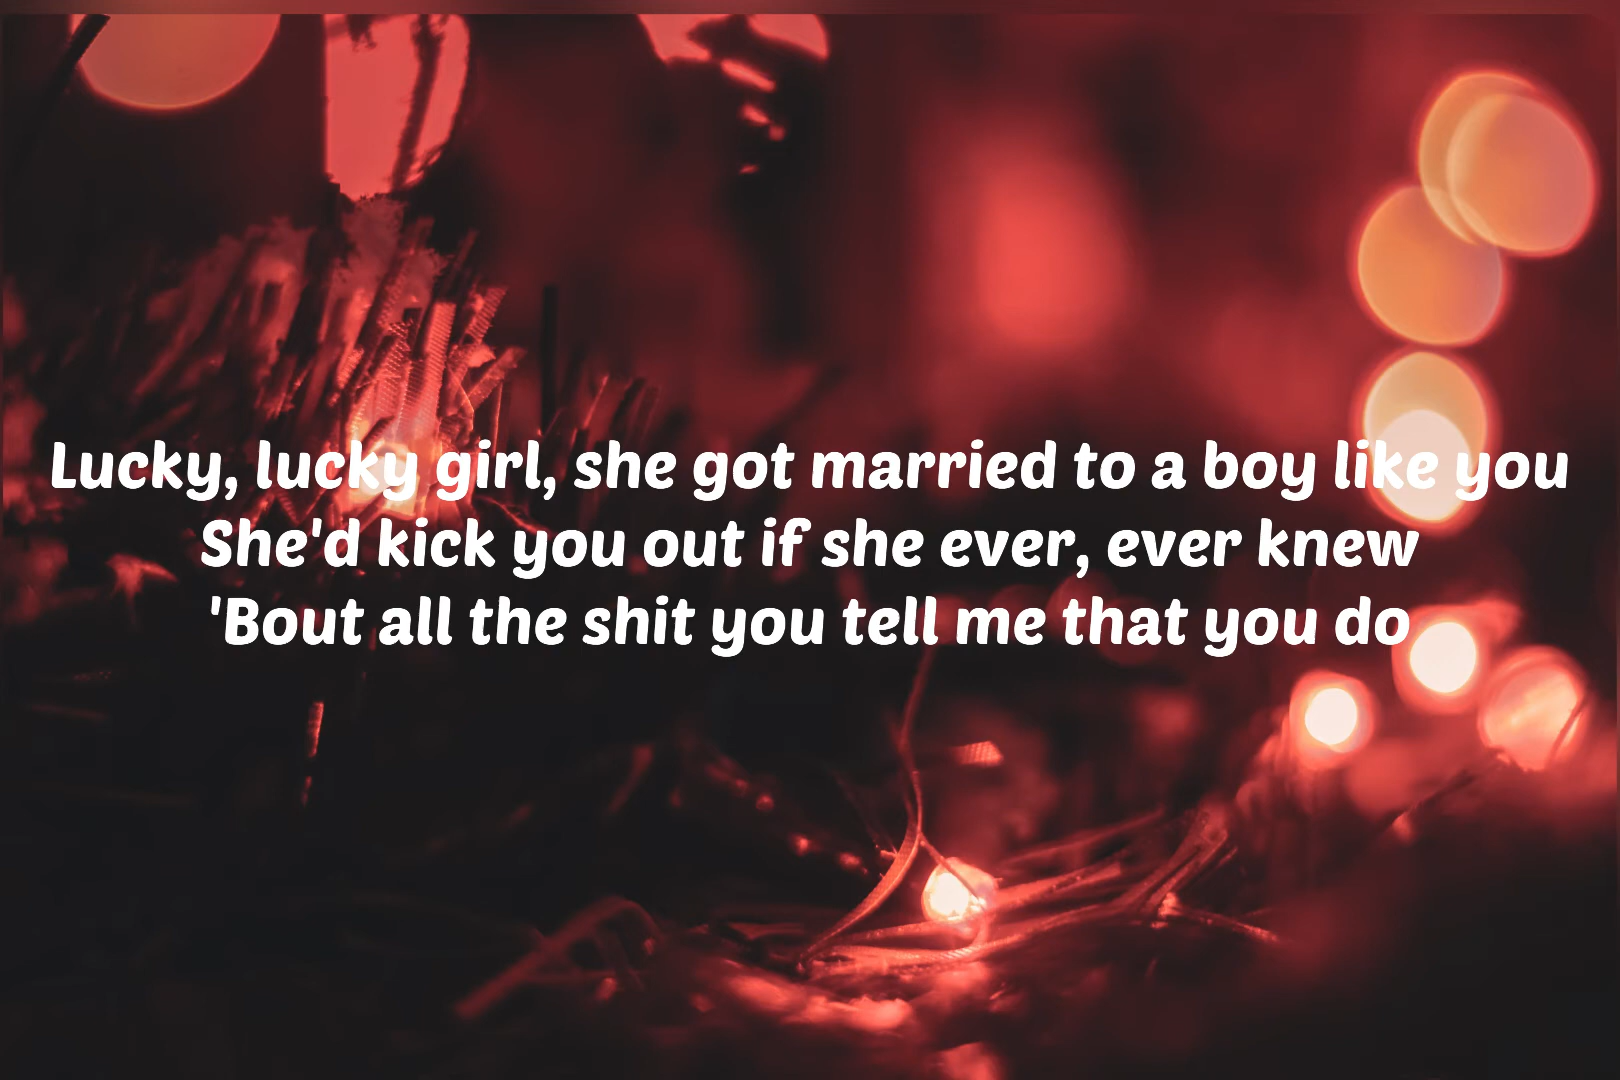 Lucky, lucky girl, she got married to a boy like you
She'd kick you out if she ever, ever knew
'Bout all the shit you tell me that you do